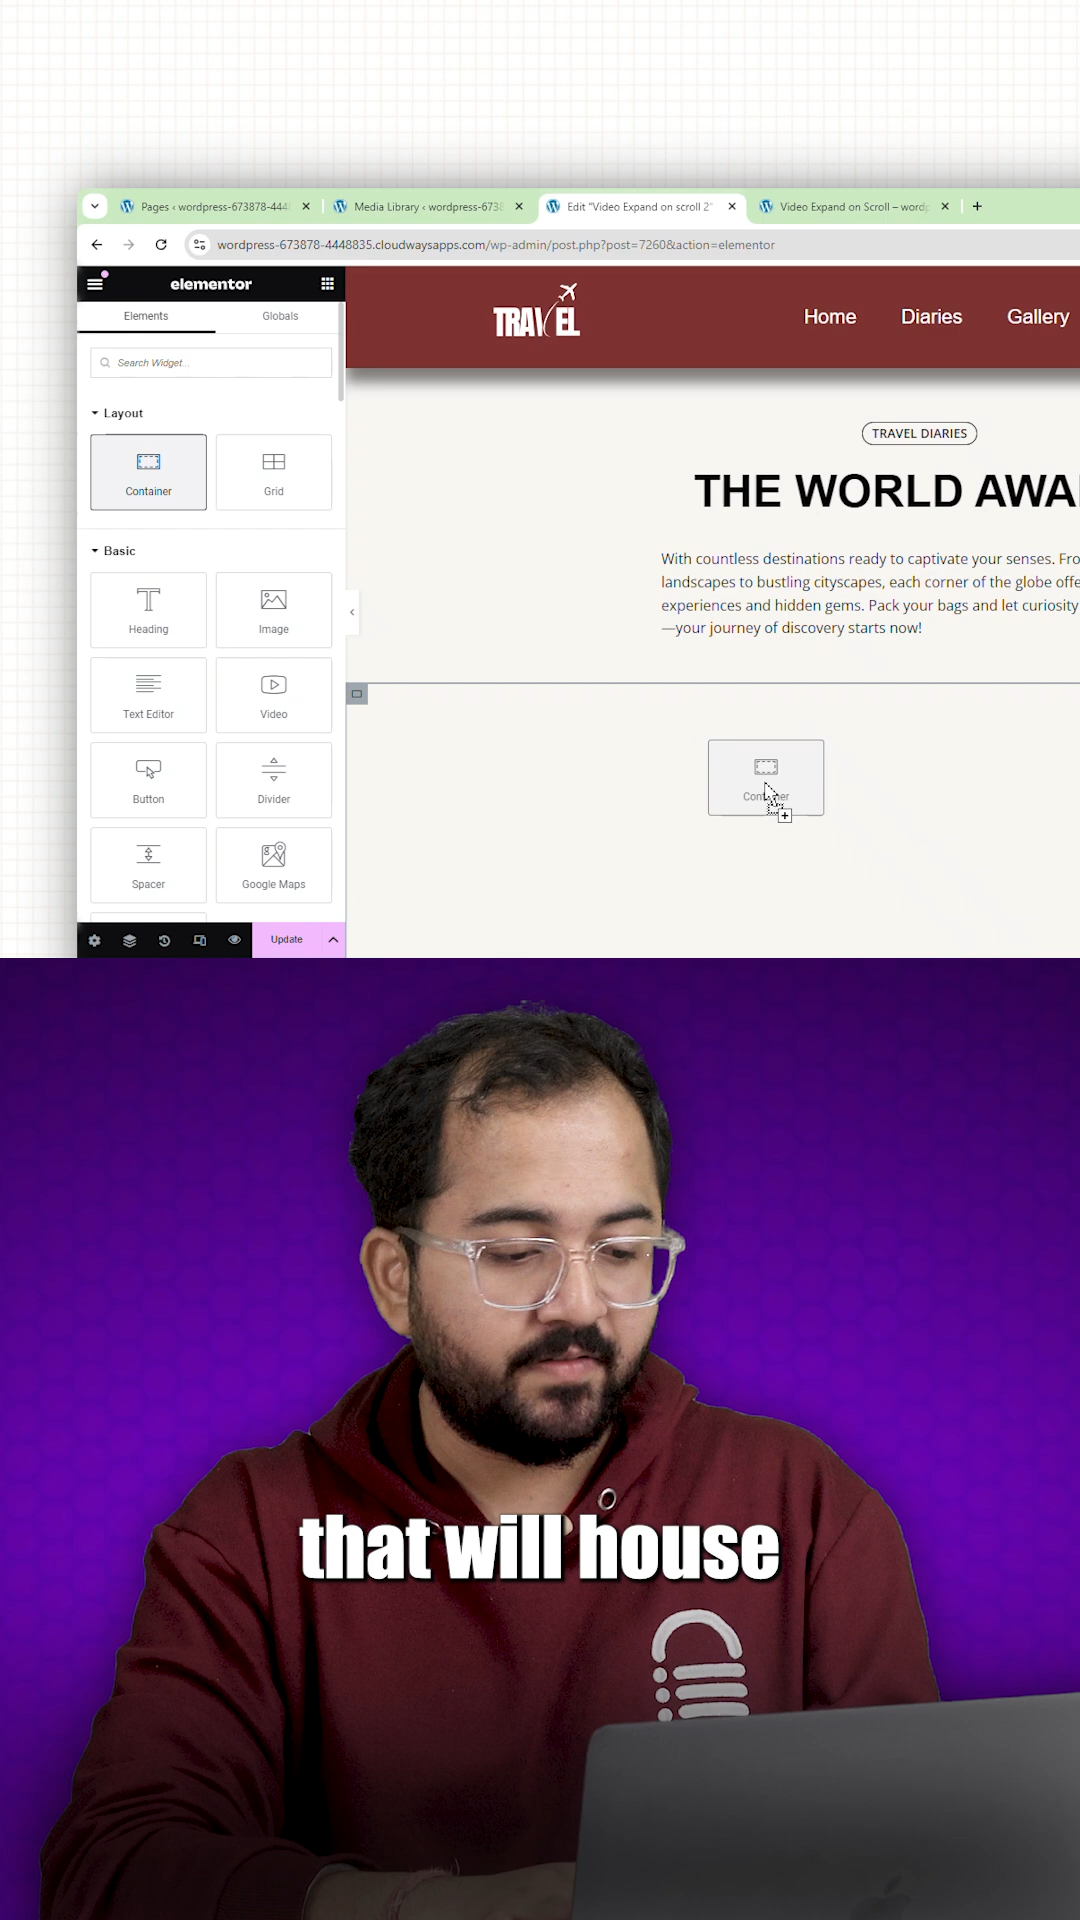 Pages ‹ wordpress-673878-444
Media Library ‹ wordpress-673
Edit "Video Expand on scroll 2"
Video Expand on Scroll – word
wordpress-673878-4448835.cloudwaysapps.com/wp-admin/post.php?post=7260&action=elementor
elementor
Elements
Globals
Search Widget...
Layout
Container
Grid
Basic
Heading
Image
Text Editor
Video
Button
Divider
Spacer
Google Maps
Update
TRAVEL
Home
Diaries
Gallery
TRAVEL DIARIES
THE WORLD AWA
With countless destinations ready to captivate your senses. Fro
landscapes to bustling cityscapes, each corner of the globe offe
experiences and hidden gems. Pack your bags and let curiosity
—your journey of discovery starts now!
Container
that will house